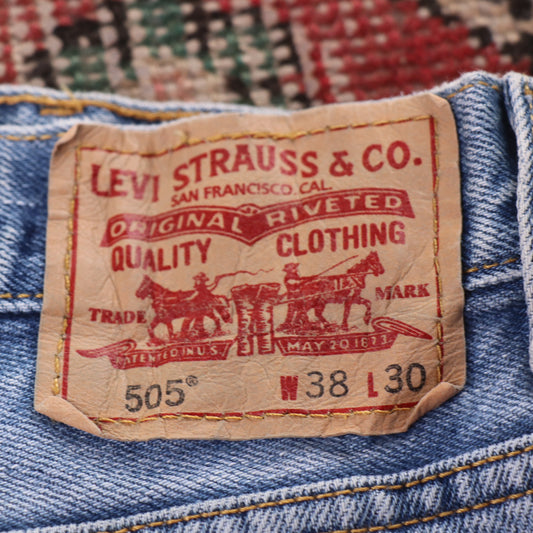 LEVI STRAUSS & CO.
SAN FRANCISCO, CAL.
ORIGINAL RIVETED
QUALITY CLOTHING
TRADE MARK
PATENTED IN U.S. MAY 20 1873
505® W 38 L 30